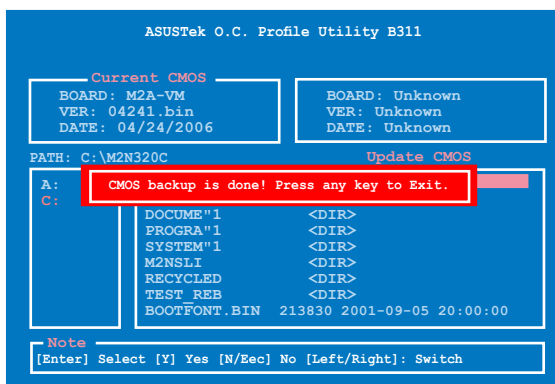 ASUSTek O.C. Profile Utility B311
Current CMOS
BOARD: M2A-VM
VER: 04241.bin
DATE: 04/24/2006
BOARD: Unknown
VER: Unknown
DATE: Unknown
PATH: C:\M2N320C
Update CMOS
A:
C:
CMOS backup is done! Press any key to Exit.
DOCUME"1 <DIR>
PROGRA"1 <DIR>
SYSTEM"1 <DIR>
M2NSLI <DIR>
RECYCLED <DIR>
TEST_REB <DIR>
BOOTFONT.BIN 213830 2001-09-05 20:00:00
Note
[Enter] Select [Y] Yes [N/Eec] No [Left/Right]: Switch